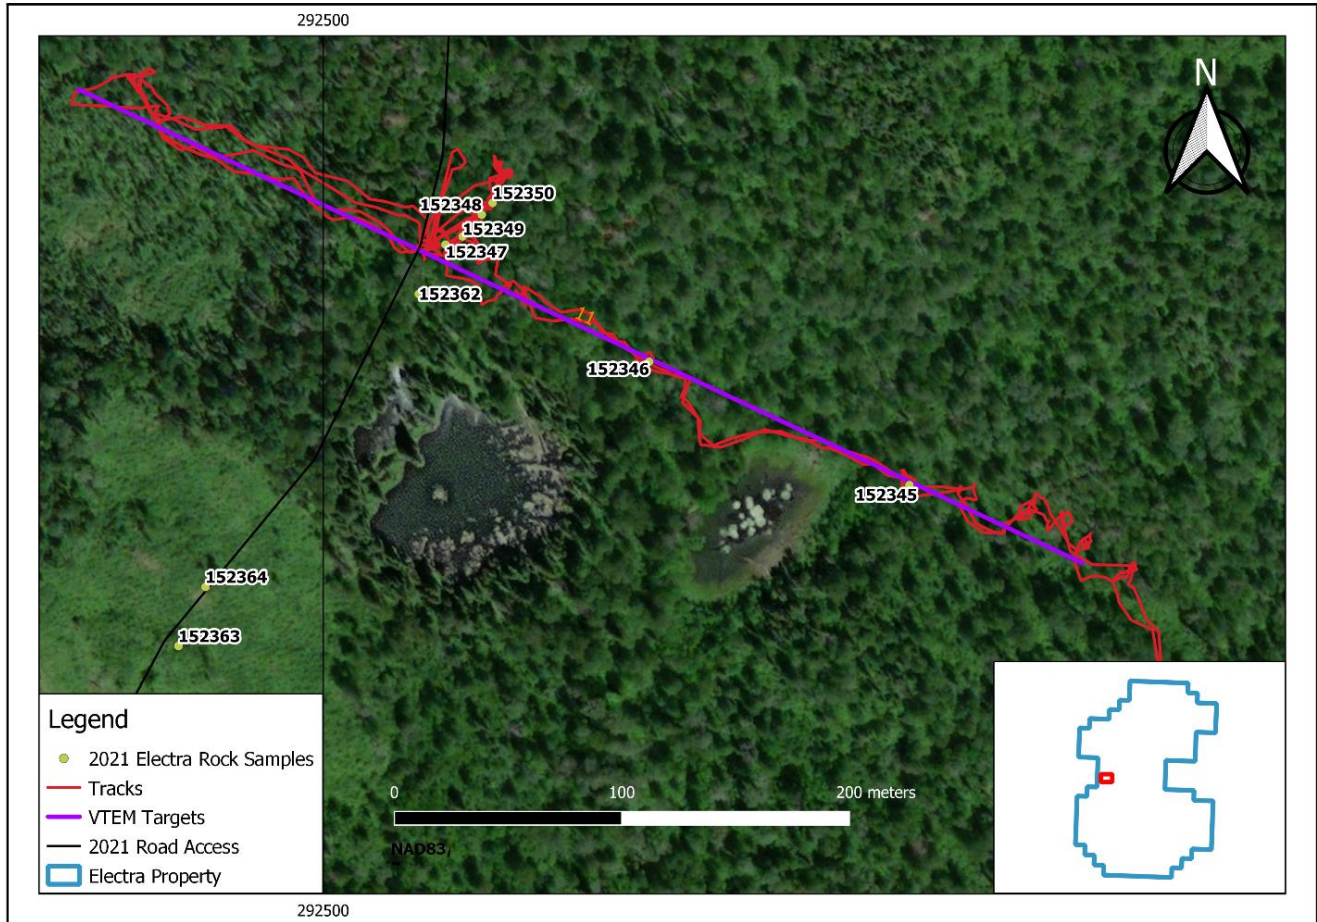 292500
N
152350
152348
152349
152347
152362
11
152346
152345
152364
152363
Legend
2021 Electra Rock Samples
Tracks
VTEM Targets
2021 Road Access
Electra Property
0 100 200 meters
NAD83,
292500